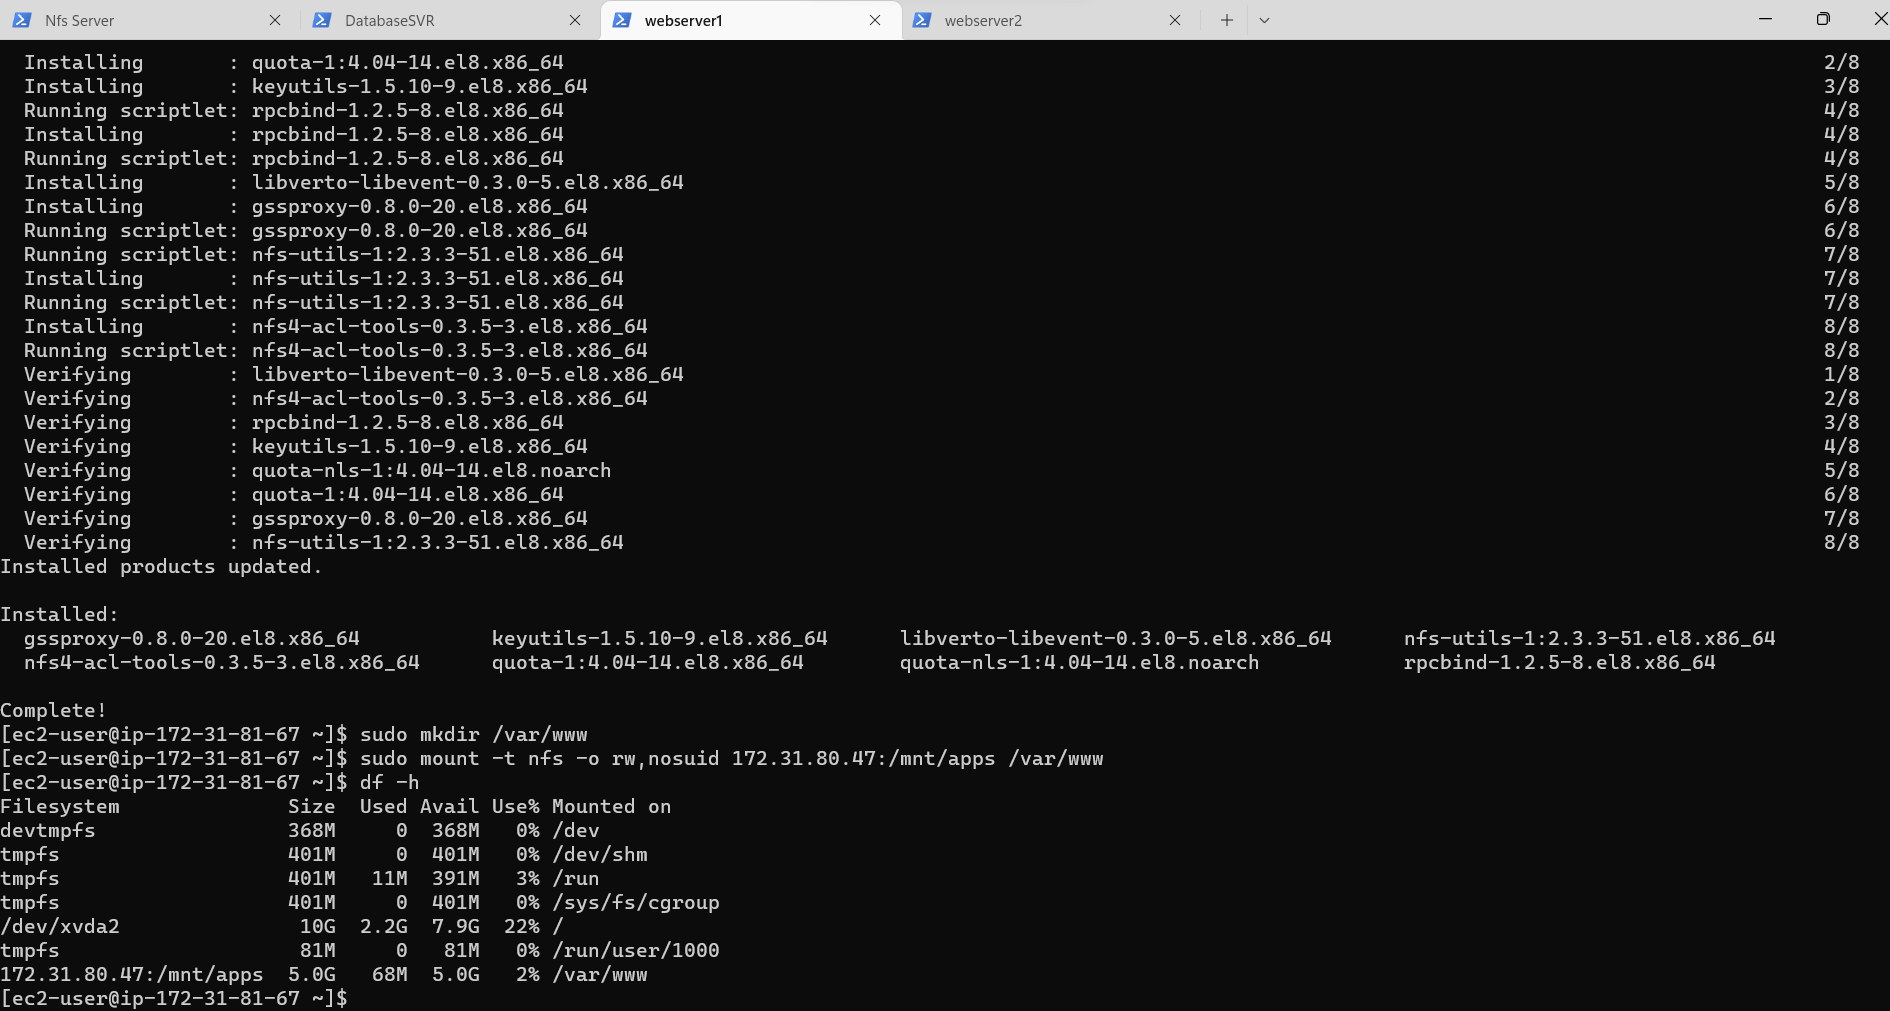 Nfs Server DatabaseSVR webserver1 webserver2
Installing : quota-1:4.04-14.el8.x86_64 2/8
Installing : keyutils-1.5.10-9.el8.x86_64 3/8
Running scriptlet: rpcbind-1.2.5-8.el8.x86_64 4/8
Installing : rpcbind-1.2.5-8.el8.x86_64 4/8
Running scriptlet: rpcbind-1.2.5-8.el8.x86_64 4/8
Installing : libverto-libevent-0.3.0-5.el8.x86_64 5/8
Installing : gssproxy-0.8.0-20.el8.x86_64 6/8
Running scriptlet: gssproxy-0.8.0-20.el8.x86_64 6/8
Running scriptlet: nfs-utils-1:2.3.3-51.el8.x86_64 7/8
Installing : nfs-utils-1:2.3.3-51.el8.x86_64 7/8
Running scriptlet: nfs-utils-1:2.3.3-51.el8.x86_64 7/8
Installing : nfs4-acl-tools-0.3.5-3.el8.x86_64 8/8
Running scriptlet: nfs4-acl-tools-0.3.5-3.el8.x86_64 8/8
Verifying : libverto-libevent-0.3.0-5.el8.x86_64 1/8
Verifying : nfs4-acl-tools-0.3.5-3.el8.x86_64 2/8
Verifying : rpcbind-1.2.5-8.el8.x86_64 3/8
Verifying : keyutils-1.5.10-9.el8.x86_64 4/8
Verifying : quota-nls-1:4.04-14.el8.noarch 5/8
Verifying : quota-1:4.04-14.el8.x86_64 6/8
Verifying : gssproxy-0.8.0-20.el8.x86_64 7/8
Verifying : nfs-utils-1:2.3.3-51.el8.x86_64 8/8
Installed products updated.
Installed:
gssproxy-0.8.0-20.el8.x86_64 keyutils-1.5.10-9.el8.x86_64 libverto-libevent-0.3.0-5.el8.x86_64 nfs-utils-1:2.3.3-51.el8.x86_64
nfs4-acl-tools-0.3.5-3.el8.x86_64 quota-1:4.04-14.el8.x86_64 quota-nls-1:4.04-14.el8.noarch rpcbind-1.2.5-8.el8.x86_64
Complete!
[ec2-user@ip-172-31-81-67 ~]$ sudo mkdir /var/www
[ec2-user@ip-172-31-81-67 ~]$ sudo mount -t nfs -o rw,nosuid 172.31.80.47:/mnt/apps /var/www
[ec2-user@ip-172-31-81-67 ~]$ df -h
Filesystem Size Used Avail Use% Mounted on
devtmpfs 368M 0 368M 0% /dev
tmpfs 401M 0 401M 0% /dev/shm
tmpfs 401M 11M 391M 3% /run
tmpfs 401M 0 401M 0% /sys/fs/cgroup
/dev/xvda2 10G 2.2G 7.9G 22% /
tmpfs 81M 0 81M 0% /run/user/1000
172.31.80.47:/mnt/apps 5.0G 68M 5.0G 2% /var/www
[ec2-user@ip-172-31-81-67 ~]$